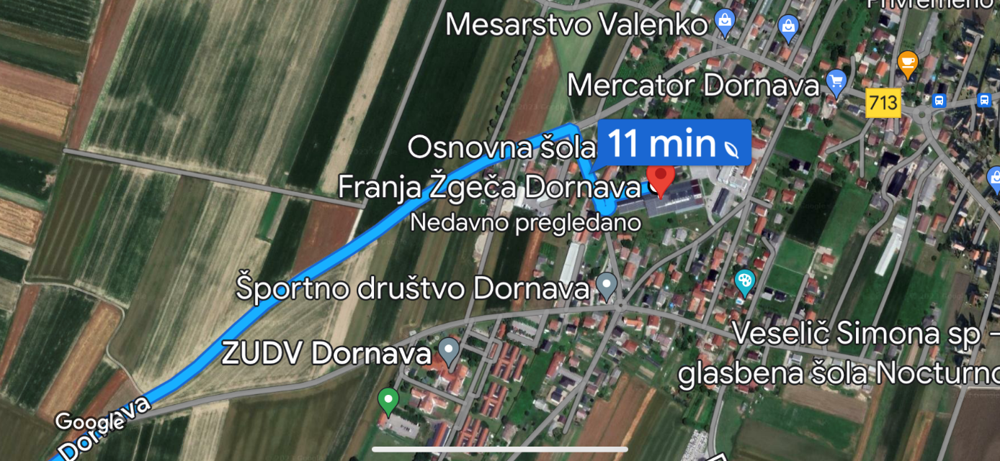 Privremeno
Mesarstvo Valenko
Mercator Dornava
713
11 min
Osnovna šola
Franja Žgeča Dornava
Nedavno pregledano
Športno društvo Dornava
ZUDV Dornava
Veselič Simona sp -
glasbena šola Nocturno
Google
Dornava